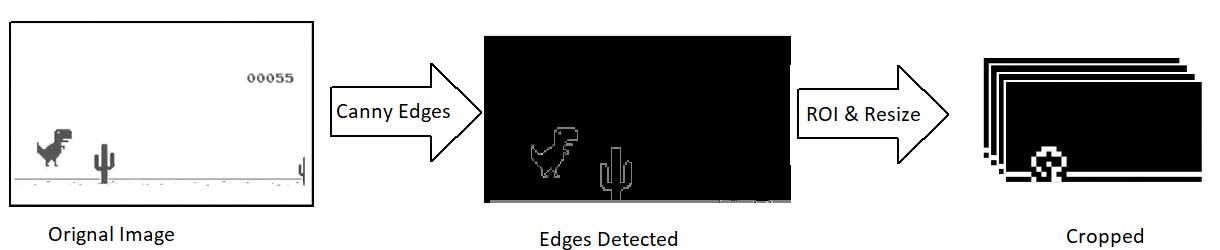 00055
Canny Edges
ROI & Resize
Orignal Image
Edges Detected
Cropped